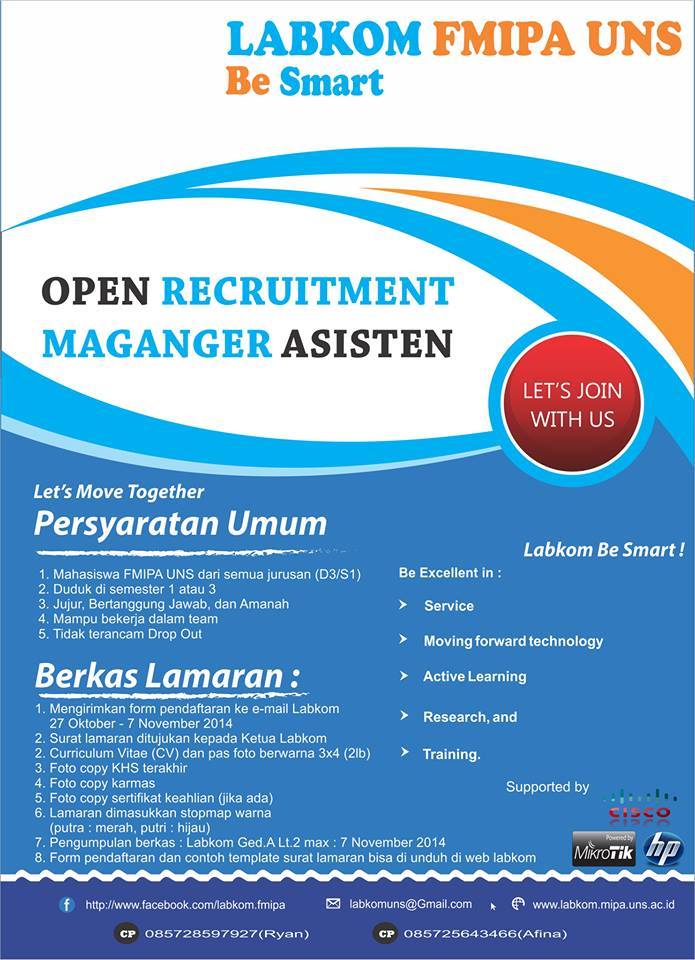 LABKOM FMIPA UNS
Be Smart
OPEN RECRUITMENT
MAGANGER ASISTEN
LET'S JOIN
WITH US
Let's Move Together
Persyaratan Umum
1. Mahasiswa FMIPA UNS dari semua jurusan (D3/S1)
2. Duduk di semester 1 atau 3
3. Jujur, Bertanggung Jawab, dan Amanah
4. Mampu bekerja dalam team
5. Tidak terancam Drop Out
Berkas Lamaran :
1. Mengirimkan form pendaftaran ke e-mail Labkom
27 Oktober - 7 November 2014
2. Surat lamaran ditujukan kepada Ketua Labkom
2. Curriculum Vitae (CV) dan pas foto berwarna 3x4 (2lb)
3. Foto copy KHS terakhir
4. Foto copy karmas
5. Foto copy sertifikat keahlian (jika ada)
6. Lamaran dimasukkan stopmap warna
(putra : merah, putri : hijau)
7. Pengumpulan berkas : Labkom Ged.A Lt.2 max : 7 November 2014
8. Form pendaftaran dan contoh template surat lamaran bisa di unduh di web labkom
Labkom Be Smart !
Be Excellent in :
Service
Moving forward technology
Active Learning
Research, and
Training.
Supported by
CISCO
Powered by
MikroTik
hp
f http://www.facebook.com/labkom.fmipa
labkomuns@Gmail.com
www.labkom.mipa.uns.ac.id
CP 085728597927(Ryan)
CP 085725643466(Afina)